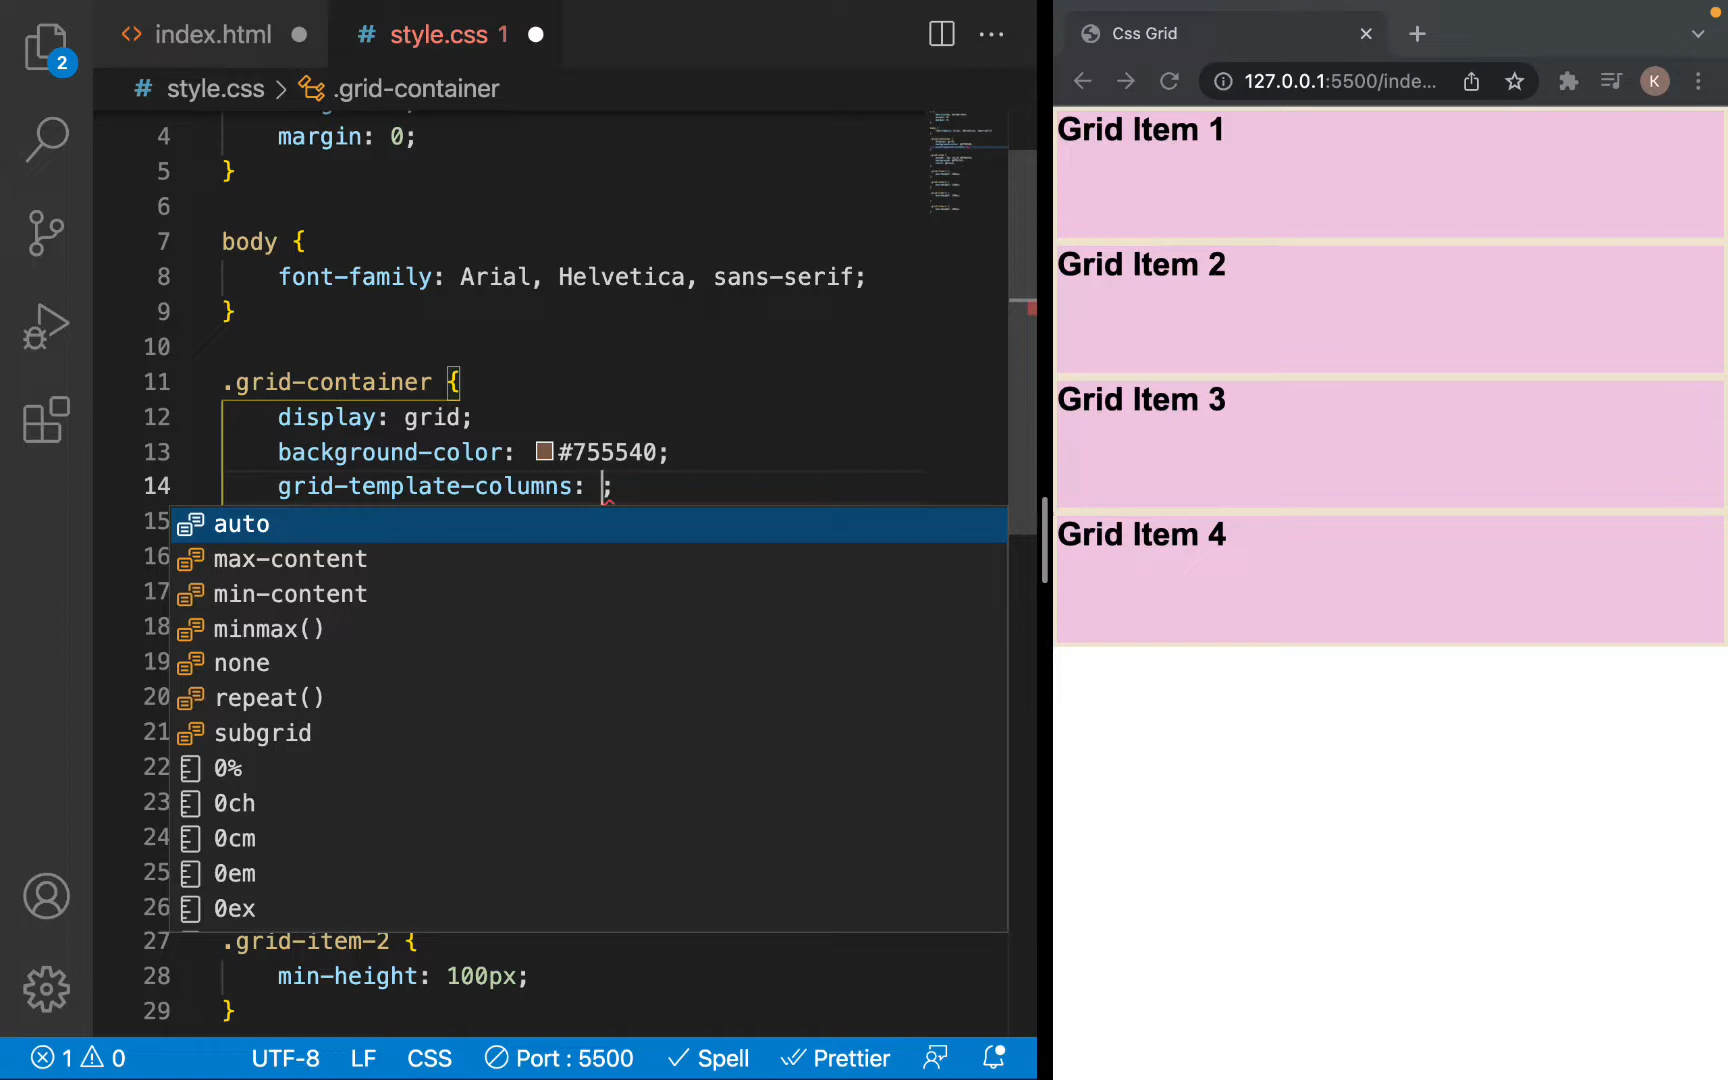 index.html
style.css 1
style.css > .grid-container
4 margin: 0;
5 }
6
7 body {
8 font-family: Arial, Helvetica, sans-serif;
9 }
10
11 .grid-container {
12 display: grid;
13 background-color: #755540;
14 grid-template-columns: ;
15 auto
16 max-content
17 min-content
18 minmax()
19 none
20 repeat()
21 subgrid
22 0%
23 0ch
24 0cm
25 0em
26 0ex
27 .grid-item-2 {
28 min-height: 100px;
29 }
2
1 0 UTF-8 LF CSS Port : 5500 Spell Prettier
Css Grid
127.0.0.1:5500/inde... K
Grid Item 1
Grid Item 2
Grid Item 3
Grid Item 4